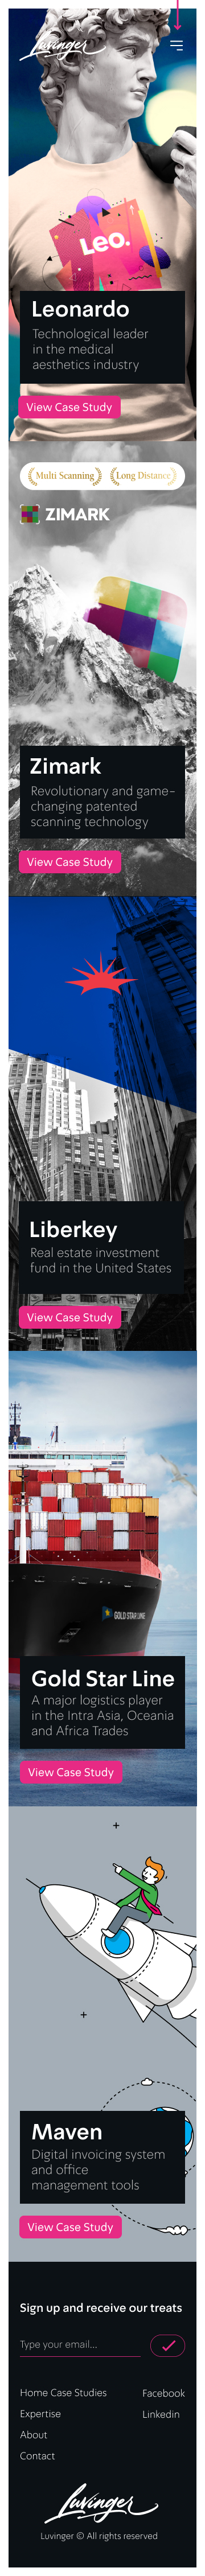 Luvinger
Leo.
Leonardo
Technological leader
in the medical
aesthetics industry
View Case Study
Multi Scanning
Long Distance
ZIMARK
Zimark
Revolutionary and game-
changing patented
scanning technology
View Case Study
Liberkey
Real estate investment
fund in the United States
View Case Study
GOLD STAR LINE
Gold Star Line
A major logistics player
in the Intra Asia, Oceania
and Africa Trades
View Case Study
Maven
Digital invoicing system
and office
management tools
View Case Study
Sign up and receive our treats
Type your email...
Home Case Studies
Facebook
Expertise
Linkedin
About
Contact
Luvinger
Luvinger © All rights reserved